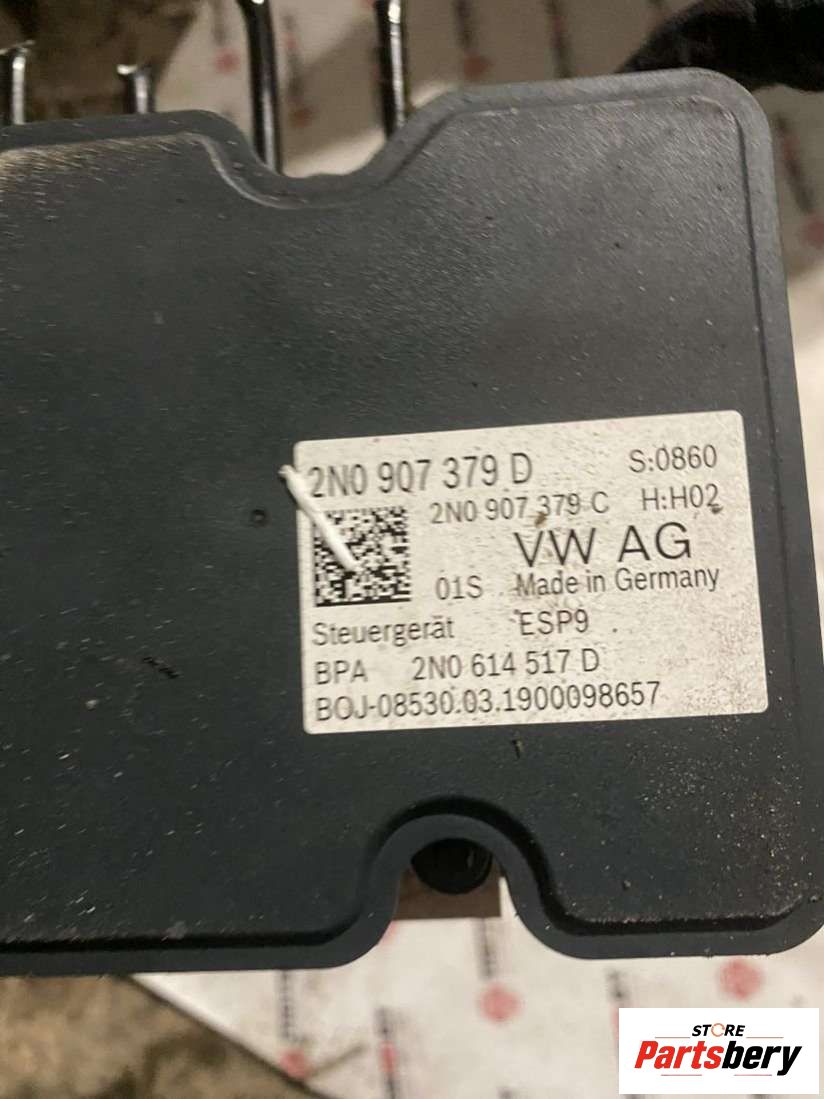 2N0 907 379 D S:0860
2N0 907 379 C H:H02
VW AG
01S Made in Germany
Steuergerät ESP9
BPA 2N0 614 517 D
BOJ-08530.03.1900098657
STORE
Partsbery